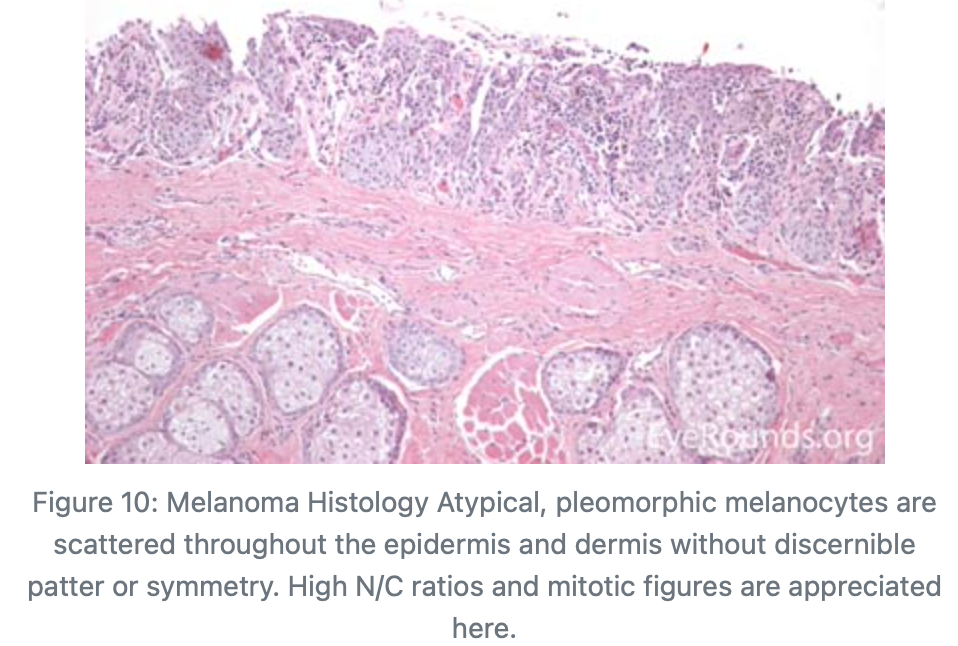 EyeRounds.org
Figure 10: Melanoma Histology Atypical, pleomorphic melanocytes are
scattered throughout the epidermis and dermis without discernible
patter or symmetry. High N/C ratios and mitotic figures are appreciated
here.